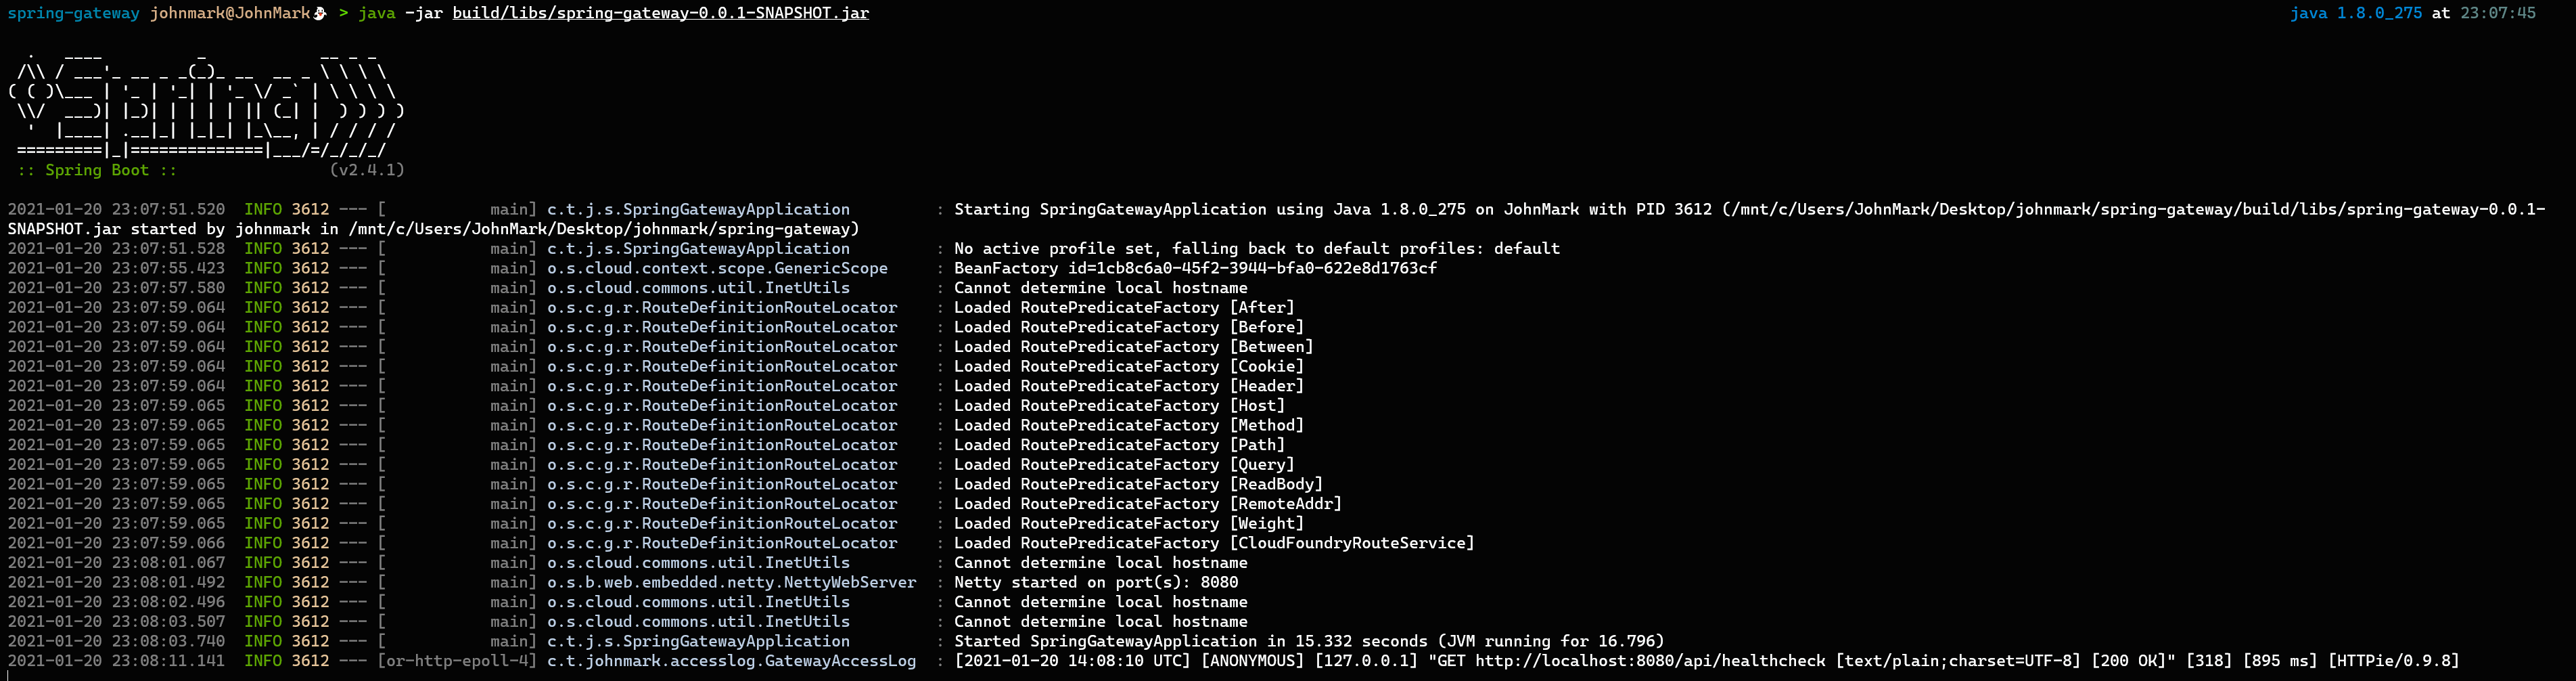 spring-gateway johnmark@JohnMark👻 > java -jar build/libs/spring-gateway-0.0.1-SNAPSHOT.jar java 1.8.0_275 at 23:07:45
  .   ____          _            __ _ _
 /\\ / ___'_ __ _ _(_)_ __  __ _ \ \ \ \
( ( )\___ | '_ | '_| | '_ \/ _` | \ \ \ \
 \\/  ___)| |_)| | | | | || (_| |  ) ) ) )
  '  |____| .__|_| |_|_| |_\__, | / / / /
 =========|_|==============|___/=/_/_/_/
 :: Spring Boot ::                (v2.4.1)
2021-01-20 23:07:51.520  INFO 3612 --- [           main] c.t.j.s.SpringGatewayApplication         : Starting SpringGatewayApplication using Java 1.8.0_275 on JohnMark with PID 3612 (/mnt/c/Users/JohnMark/Desktop/johnmark/spring-gateway/build/libs/spring-gateway-0.0.1-
SNAPSHOT.jar started by johnmark in /mnt/c/Users/JohnMark/Desktop/johnmark/spring-gateway)
2021-01-20 23:07:51.528  INFO 3612 --- [           main] c.t.j.s.SpringGatewayApplication         : No active profile set, falling back to default profiles: default
2021-01-20 23:07:55.423  INFO 3612 --- [           main] o.s.cloud.context.scope.GenericScope     : BeanFactory id=1cb8c6a0-45f2-3944-bfa0-622e8d1763cf
2021-01-20 23:07:57.580  INFO 3612 --- [           main] o.s.cloud.commons.util.InetUtils         : Cannot determine local hostname
2021-01-20 23:07:59.064  INFO 3612 --- [           main] o.s.c.g.r.RouteDefinitionRouteLocator    : Loaded RoutePredicateFactory [After]
2021-01-20 23:07:59.064  INFO 3612 --- [           main] o.s.c.g.r.RouteDefinitionRouteLocator    : Loaded RoutePredicateFactory [Before]
2021-01-20 23:07:59.064  INFO 3612 --- [           main] o.s.c.g.r.RouteDefinitionRouteLocator    : Loaded RoutePredicateFactory [Between]
2021-01-20 23:07:59.064  INFO 3612 --- [           main] o.s.c.g.r.RouteDefinitionRouteLocator    : Loaded RoutePredicateFactory [Cookie]
2021-01-20 23:07:59.064  INFO 3612 --- [           main] o.s.c.g.r.RouteDefinitionRouteLocator    : Loaded RoutePredicateFactory [Header]
2021-01-20 23:07:59.065  INFO 3612 --- [           main] o.s.c.g.r.RouteDefinitionRouteLocator    : Loaded RoutePredicateFactory [Host]
2021-01-20 23:07:59.065  INFO 3612 --- [           main] o.s.c.g.r.RouteDefinitionRouteLocator    : Loaded RoutePredicateFactory [Method]
2021-01-20 23:07:59.065  INFO 3612 --- [           main] o.s.c.g.r.RouteDefinitionRouteLocator    : Loaded RoutePredicateFactory [Path]
2021-01-20 23:07:59.065  INFO 3612 --- [           main] o.s.c.g.r.RouteDefinitionRouteLocator    : Loaded RoutePredicateFactory [Query]
2021-01-20 23:07:59.065  INFO 3612 --- [           main] o.s.c.g.r.RouteDefinitionRouteLocator    : Loaded RoutePredicateFactory [ReadBody]
2021-01-20 23:07:59.065  INFO 3612 --- [           main] o.s.c.g.r.RouteDefinitionRouteLocator    : Loaded RoutePredicateFactory [RemoteAddr]
2021-01-20 23:07:59.065  INFO 3612 --- [           main] o.s.c.g.r.RouteDefinitionRouteLocator    : Loaded RoutePredicateFactory [Weight]
2021-01-20 23:07:59.066  INFO 3612 --- [           main] o.s.c.g.r.RouteDefinitionRouteLocator    : Loaded RoutePredicateFactory [CloudFoundryRouteService]
2021-01-20 23:08:01.067  INFO 3612 --- [           main] o.s.cloud.commons.util.InetUtils         : Cannot determine local hostname
2021-01-20 23:08:01.492  INFO 3612 --- [           main] o.s.b.web.embedded.netty.NettyWebServer  : Netty started on port(s): 8080
2021-01-20 23:08:02.496  INFO 3612 --- [           main] o.s.cloud.commons.util.InetUtils         : Cannot determine local hostname
2021-01-20 23:08:03.507  INFO 3612 --- [           main] o.s.cloud.commons.util.InetUtils         : Cannot determine local hostname
2021-01-20 23:08:03.740  INFO 3612 --- [           main] c.t.j.s.SpringGatewayApplication         : Started SpringGatewayApplication in 15.332 seconds (JVM running for 16.796)
2021-01-20 23:08:11.141  INFO 3612 --- [or-http-epoll-4] c.t.johnmark.accesslog.GatewayAccessLog  : [2021-01-20 14:08:10 UTC] [ANONYMOUS] [127.0.0.1] "GET http://localhost:8080/api/healthcheck [text/plain;charset=UTF-8] [200 OK]" [318] [895 ms] [HTTPie/0.9.8]